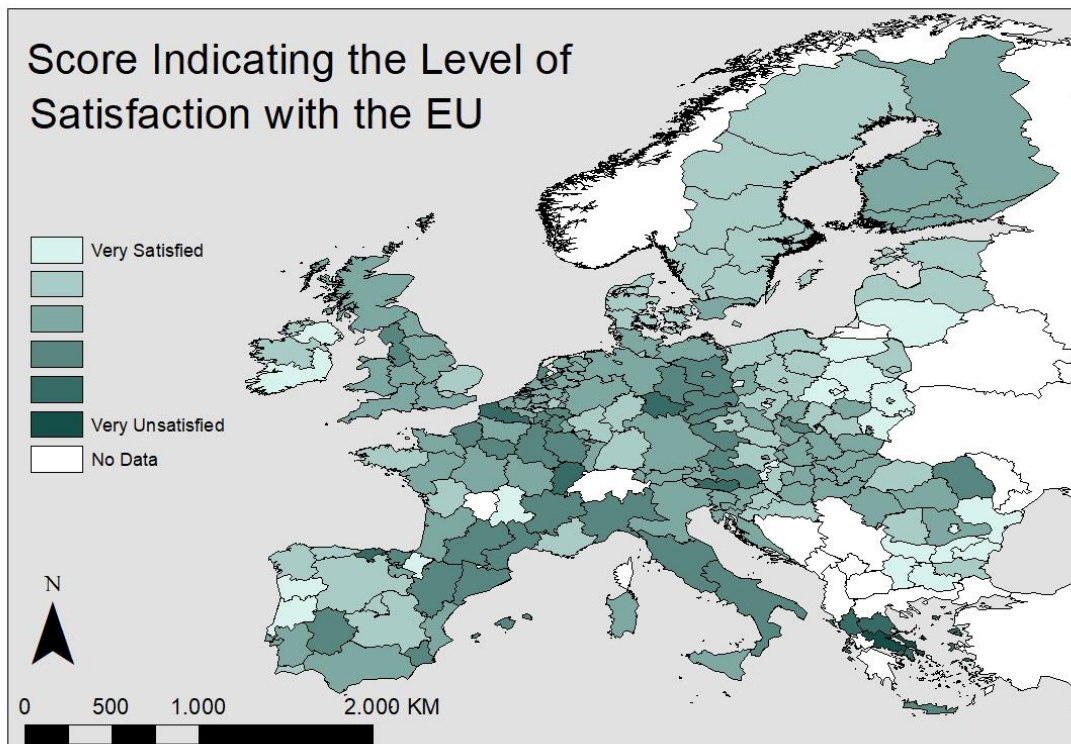 Score Indicating the Level of
Satisfaction with the EU
Very Satisfied
Very Unsatisfied
No Data
N
0 500 1.000 2.000 KM